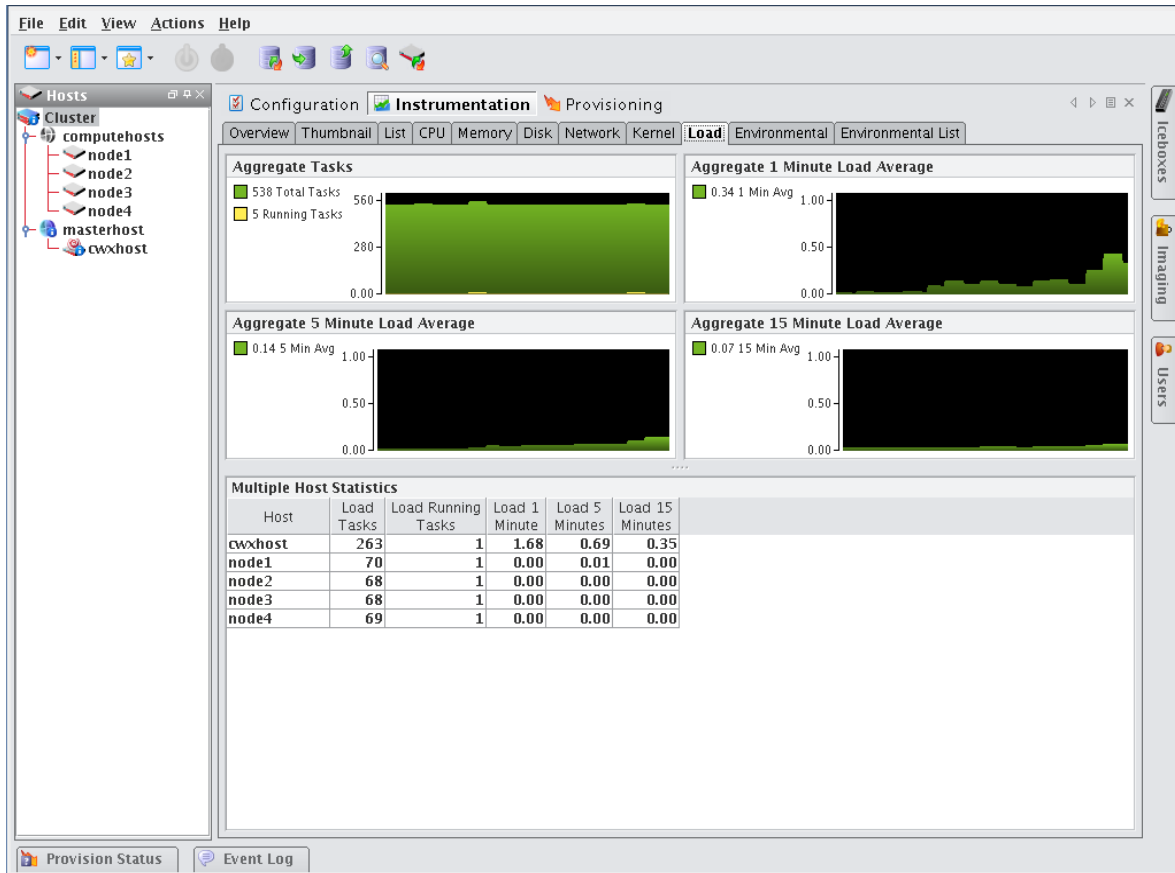 File Edit View Actions Help
Hosts
Cluster
computehosts
node1
node2
node3
node4
masterhost
cwxhost
Configuration Instrumentation Provisioning
Overview Thumbnail List CPU Memory Disk Network Kernel Load Environmental Environmental List
Aggregate Tasks
538 Total Tasks
5 Running Tasks
560
280
0.00
Aggregate 1 Minute Load Average
0.34 1 Min Avg
1.00
0.50
0.00
Aggregate 5 Minute Load Average
0.14 5 Min Avg
1.00
0.50
0.00
Aggregate 15 Minute Load Average
0.07 15 Min Avg
1.00
0.50
0.00
Multiple Host Statistics
Host Load Tasks Load Running Tasks Load 1 Minute Load 5 Minutes Load 15 Minutes
cwxhost 263 1 1.68 0.69 0.35
node1 70 1 0.00 0.01 0.00
node2 68 1 0.00 0.00 0.00
node3 68 1 0.00 0.00 0.00
node4 69 1 0.00 0.00 0.00
Iceboxes
Imaging
Users
Provision Status Event Log